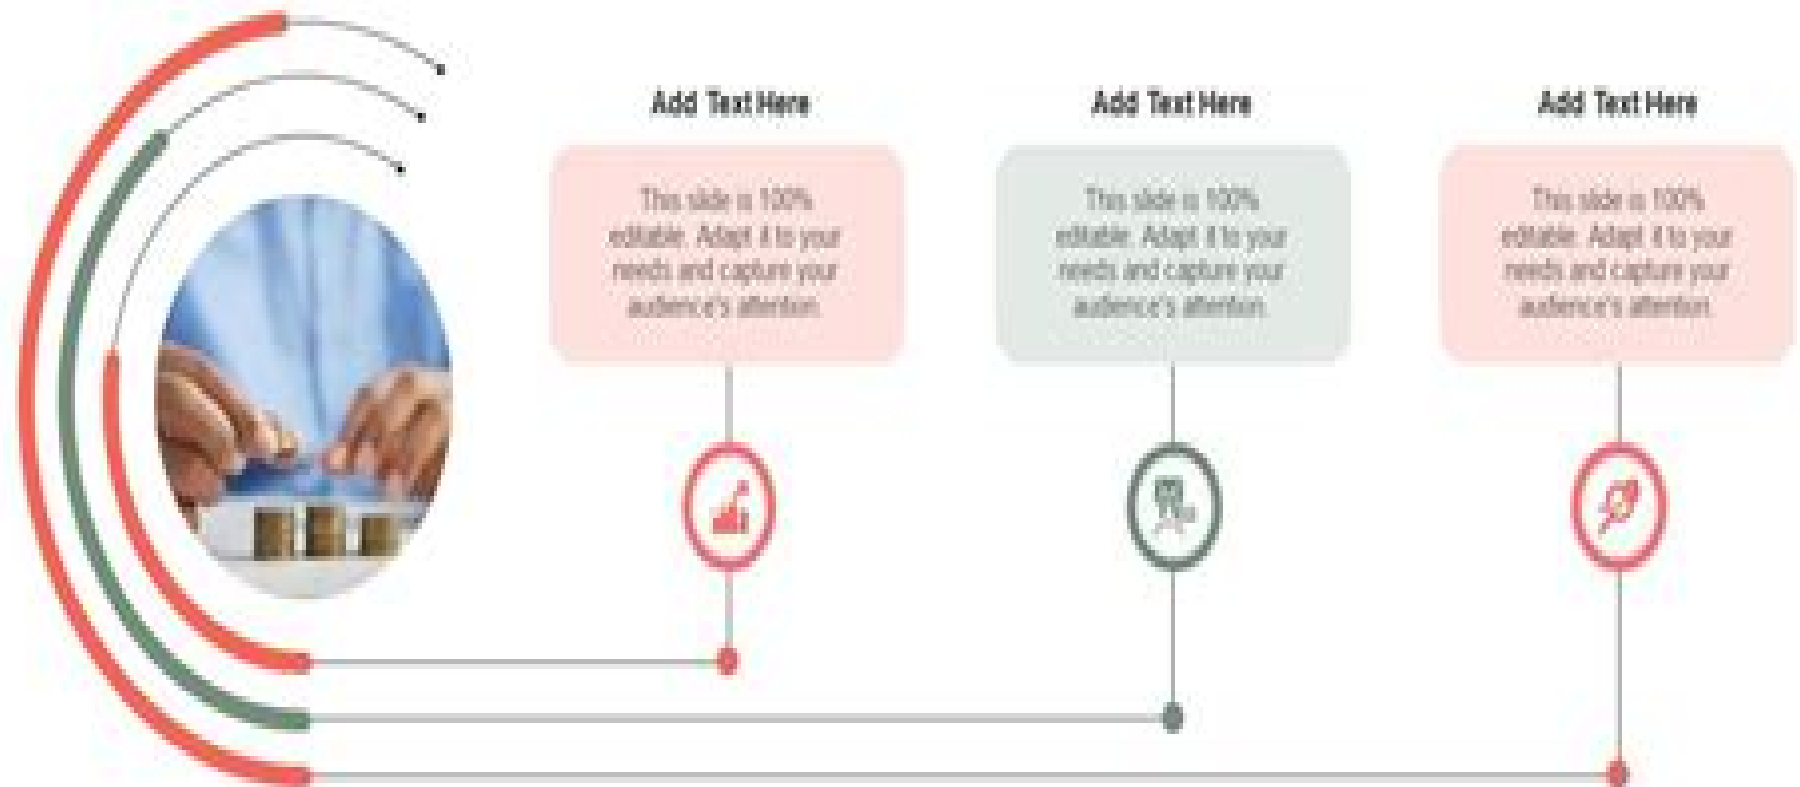 Add Text Here
This slide is 100%
editable. Adapt it to your
needs and capture your
audience's attention.
Add Text Here
This slide is 100%
editable. Adapt it to your
needs and capture your
audience's attention.
Add Text Here
This slide is 100%
editable. Adapt it to your
needs and capture your
audience's attention.